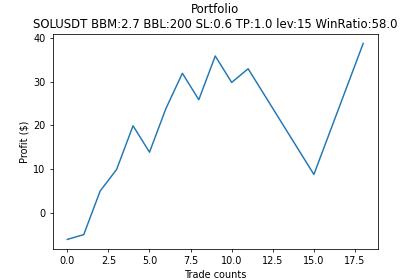 Portfolio
SOLUSDT BBM:2.7 BBL:200 SL:0.6 TP:1.0 lev:15 WinRatio:58.0
40
30
20
10
0
Profit ($)
0.0 2.5 5.0 7.5 10.0 12.5 15.0 17.5
Trade counts